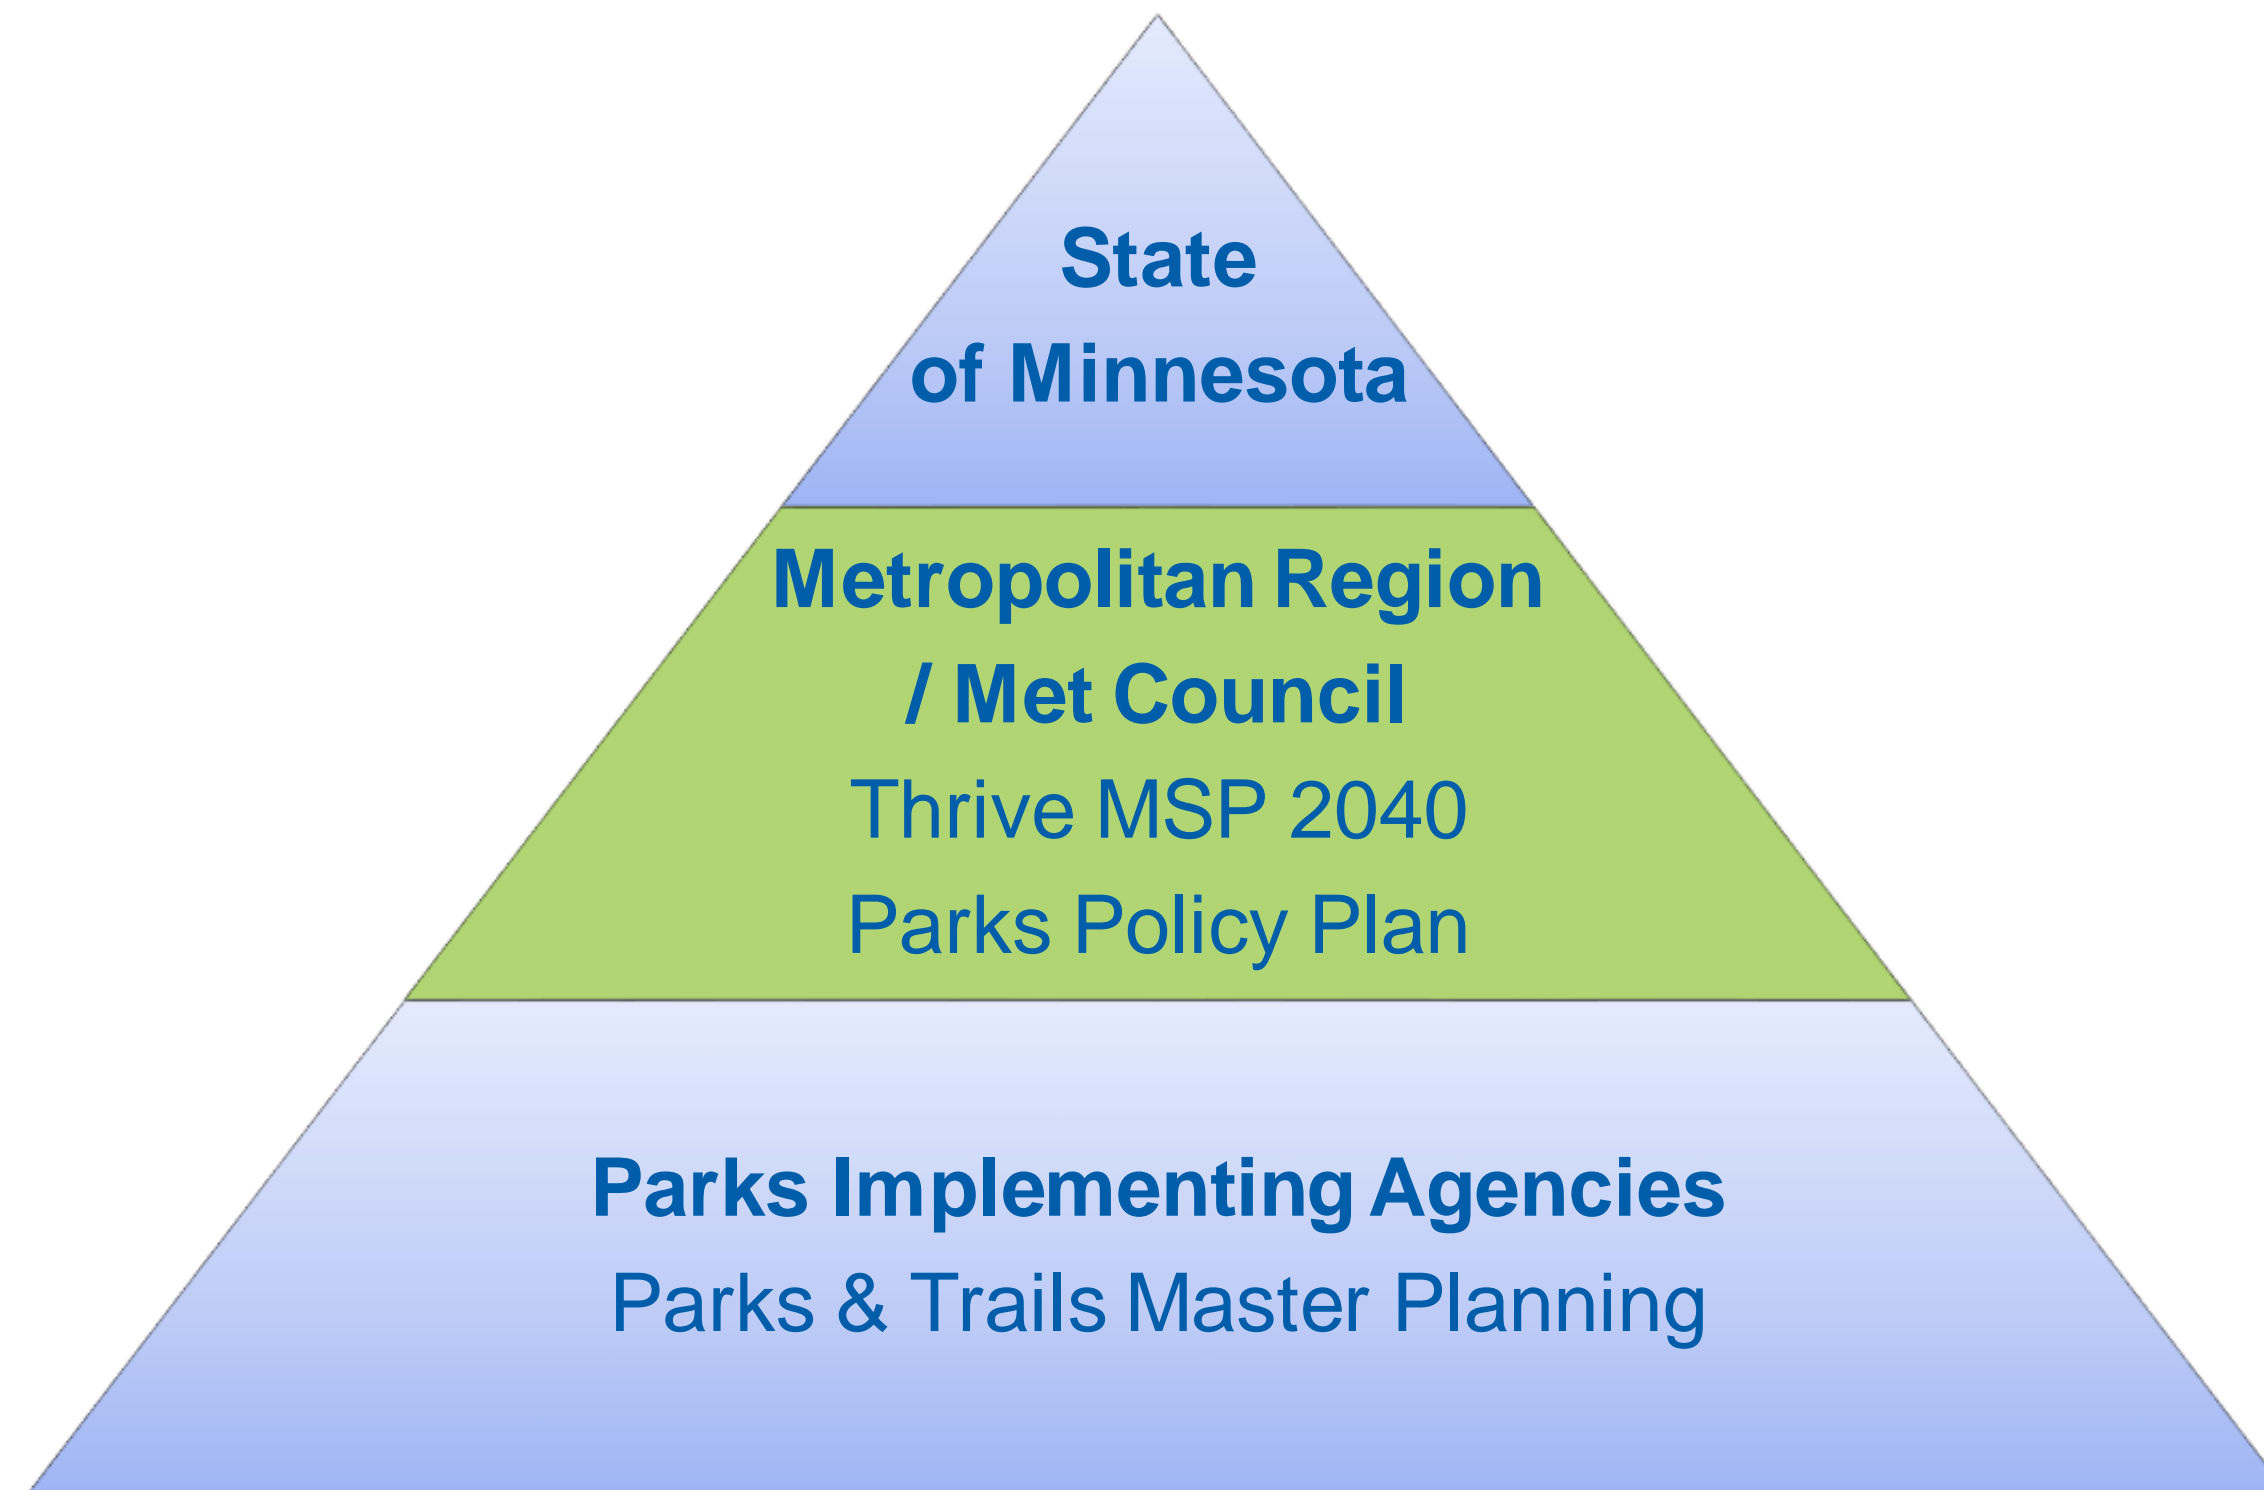 State
of Minnesota
Metropolitan Region
/ Met Council
Thrive MSP 2040
Parks Policy Plan
Parks Implementing Agencies
Parks & Trails Master Planning